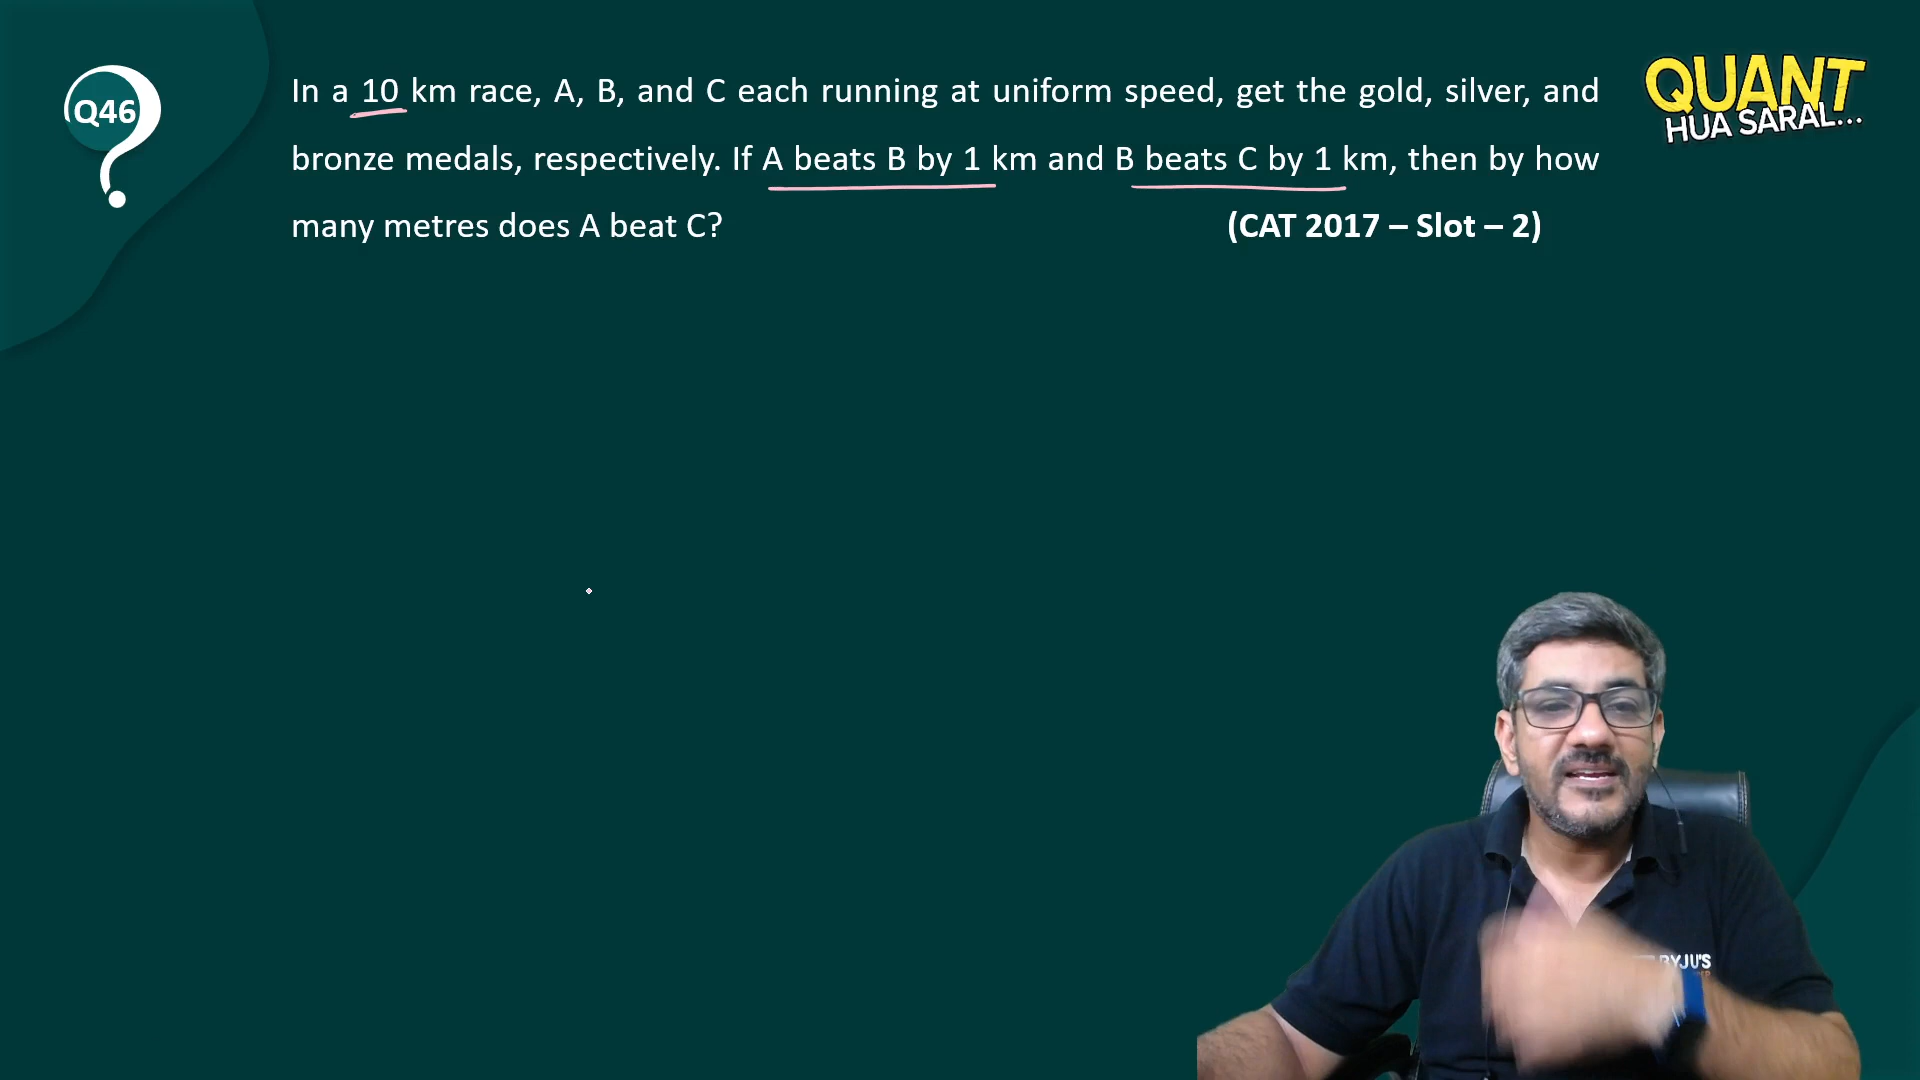 Q46
In a 10 km race, A, B, and C each running at uniform speed, get the gold, silver, and
bronze medals, respectively. If A beats B by 1 km and B beats C by 1 km, then by how
many metres does A beat C?
(CAT 2017 – Slot – 2)
QUANT
HUA SARAL...
BYJU'S